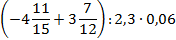 (−4 11/15 + 3 7/12) : 2,3 · 0,06